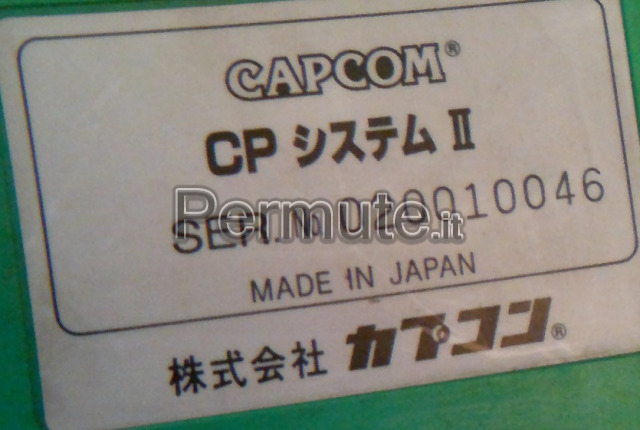 CAPCOM®
CP システム II
SER.№ 020010046
Permute.it
MADE IN JAPAN
株式会社 カプコン®